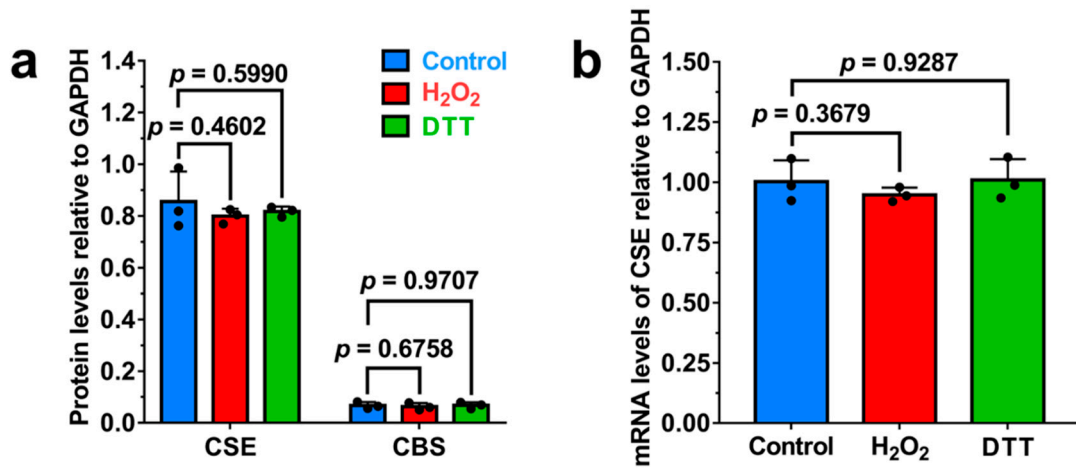 a
Protein levels relative to GAPDH
1.4
1.2
1.0
0.8
0.6
0.4
0.2
0.0
Control
H₂O₂
DTT
p = 0.5990
p = 0.4602
p = 0.9707
p = 0.6758
CSE CBS
b
mRNA levels of CSE relative to GAPDH
1.50
1.25
1.00
0.75
0.50
0.25
0.00
p = 0.9287
p = 0.3679
Control H₂O₂ DTT